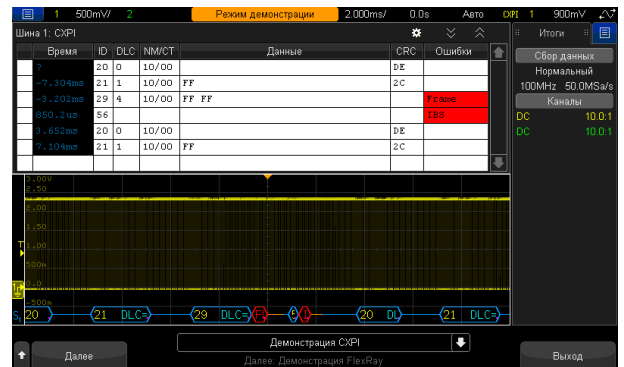 1 500mV/ 2 Режим демонстрации 2.000ms/ 0.0s Авто CXPI 1 900mV
Шина 1: CXPI
Время ID DLC NM/CT Данные CRC Ошибки
? 20 0 10/00 DE
-7.304ms 21 1 10/00 FF 2C
-3.202ms 29 4 10/00 FF FF Frame
850.2us 56 IBS
3.652ms 20 0 10/00 DE
7.104ms 21 1 10/00 FF 2C
Итоги
Сбор данных
Нормальный
100MHz 50.0MSa/s
Каналы
DC 10.0:1
DC 10.0:1
3.00V
2.50
2.00
1.50
T
1.00
500m
0.0
-500m
S₁ 20 21 DLC= 29 DLC= 20 DL 21 DLC=
Демонстрация CXPI
Далее
Далее: Демонстрация FlexRay
Выход